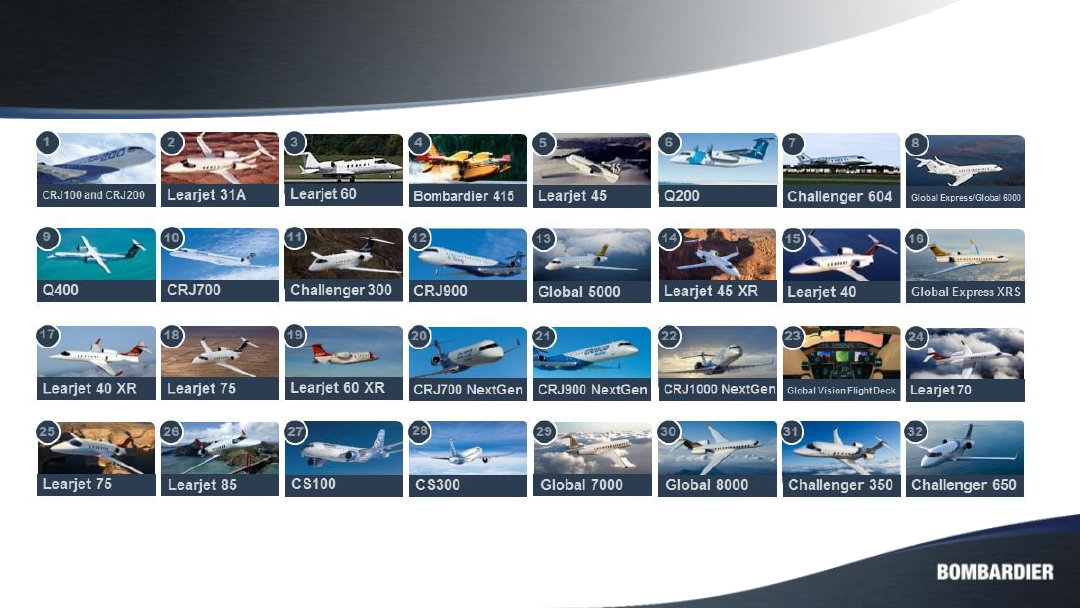 1
CRJ100 and CRJ200
2
Learjet 31A
3
Learjet 60
4
Bombardier 415
5
Learjet 45
6
Q200
7
Challenger 604
8
Global Express/Global 6000
9
Q400
10
CRJ700
11
Challenger 300
12
CRJ900
13
Global 5000
14
Learjet 45 XR
15
Learjet 40
16
Global Express XRS
17
Learjet 40 XR
18
Learjet 75
19
Learjet 60 XR
20
CRJ700 NextGen
21
CRJ900 NextGen
22
CRJ1000 NextGen
23
Global Vision Flight Deck
24
Learjet 70
25
Learjet 75
26
Learjet 85
27
CS100
28
CS300
29
Global 7000
30
Global 8000
31
Challenger 350
32
Challenger 650
BOMBARDIER